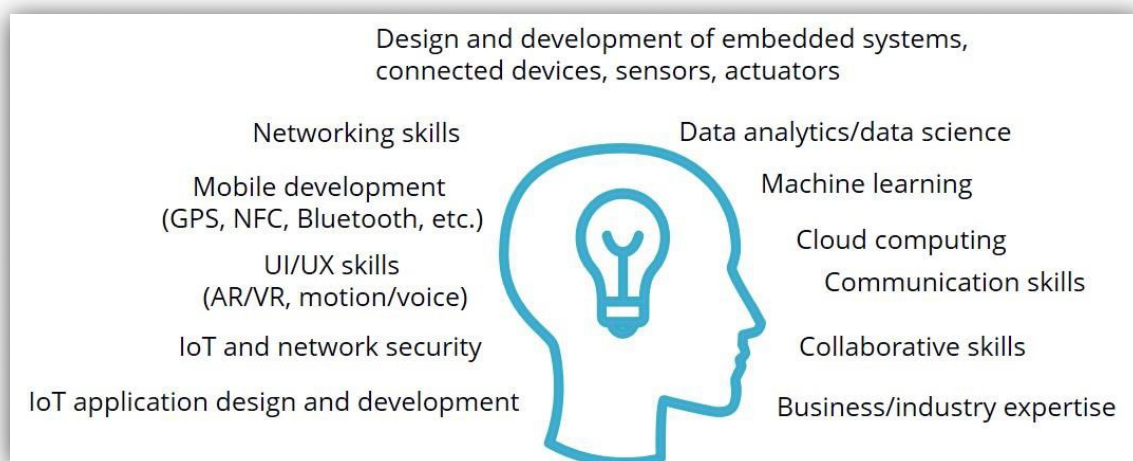 Design and development of embedded systems,
connected devices, sensors, actuators
Networking skills
Data analytics/data science
Mobile development
(GPS, NFC, Bluetooth, etc.)
Machine learning
Cloud computing
UI/UX skills
(AR/VR, motion/voice)
Communication skills
IoT and network security
Collaborative skills
IoT application design and development
Business/industry expertise